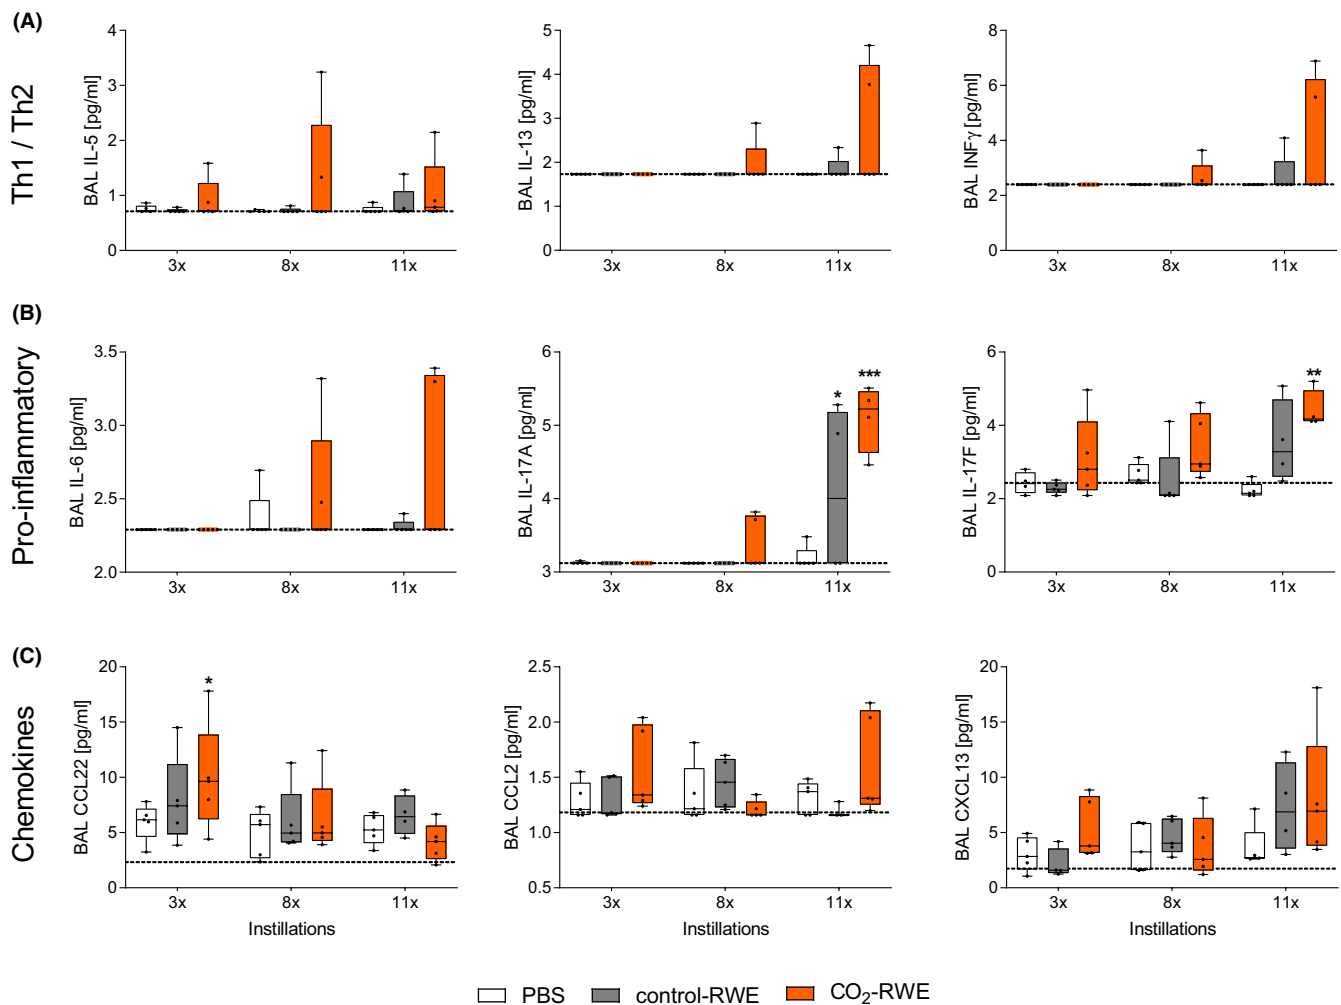 (A)
Th1 / Th2
BAL IL-5 [pg/ml]
4
3
2
1
0
3x 8x 11x
BAL IL-13 [pg/ml]
5
4
3
2
1
0
3x 8x 11x
BAL INFγ [pg/ml]
8
6
4
2
0
3x 8x 11x
(B)
Pro-inflammatory
BAL IL-6 [pg/ml]
3.5
3.0
2.5
2.0
3x 8x 11x
BAL IL-17A [pg/ml]
6
5
4
3
* ***
3x 8x 11x
BAL IL-17F [pg/ml]
6
4
2
0
**
3x 8x 11x
(C)
Chemokines
BAL CCL22 [pg/ml]
20
15
10
5
0
*
3x 8x 11x
Instillations
BAL CCL2 [pg/ml]
2.5
2.0
1.5
1.0
0.5
3x 8x 11x
Instillations
BAL CXCL13 [pg/ml]
20
15
10
5
0
3x 8x 11x
Instillations
PBS control-RWE CO₂-RWE